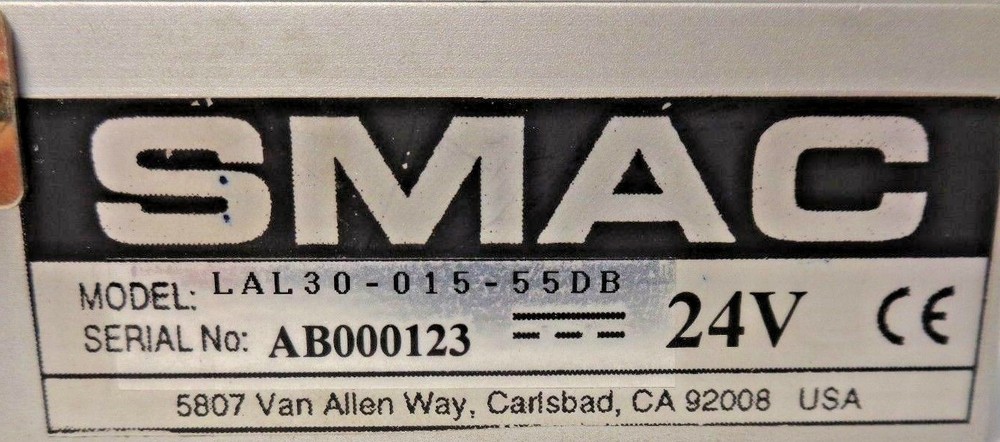 SMAC
MODEL: LAL30-015-55DB
SERIAL No: AB000123 ⎓ 24V CE
5807 Van Allen Way, Carlsbad, CA 92008 USA